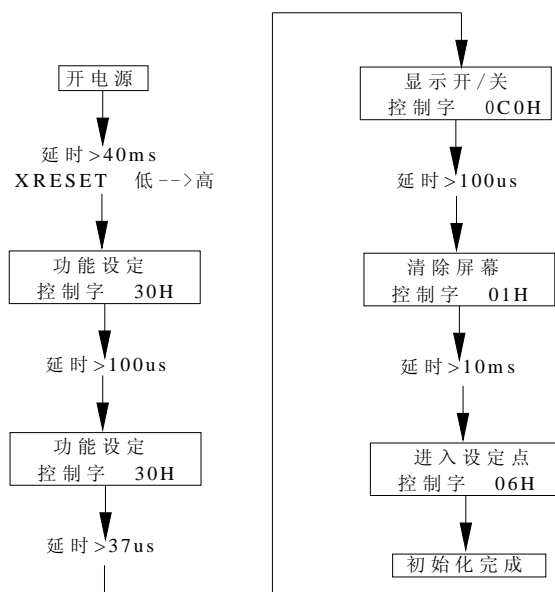 开电源
延时>40ms
XRESET 低-->高
功能设定
控制字 30H
延时>100us
功能设定
控制字 30H
延时>37us
显示开/关
控制字 0C0H
延时>100us
清除屏幕
控制字 01H
延时>10ms
进入设定点
控制字 06H
初始化完成